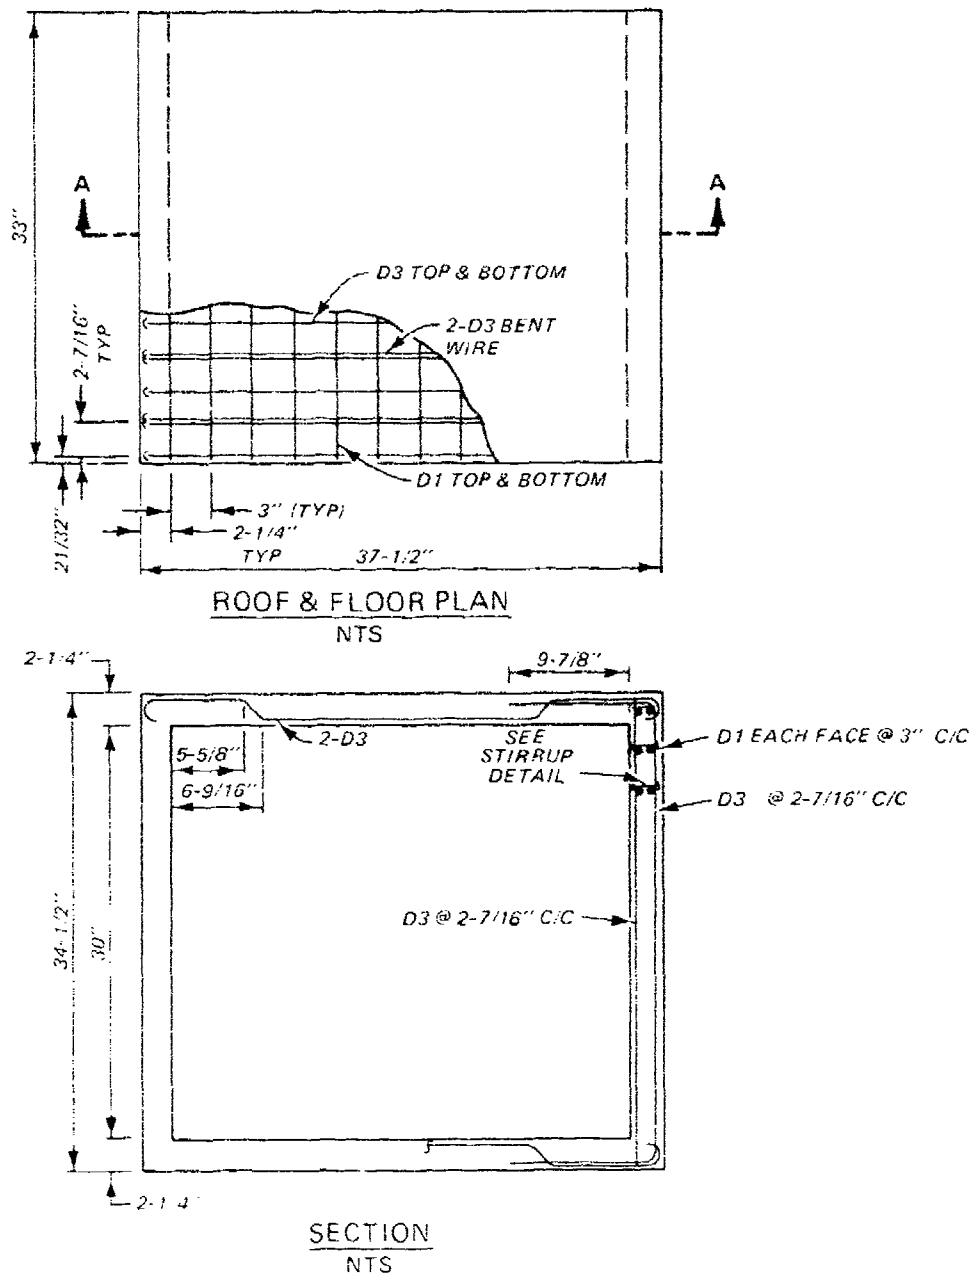 A
A
33"
D3 TOP & BOTTOM
2-D3 BENT
WIRE
2-7/16"
TYP
D1 TOP & BOTTOM
21/32"
3" (TYP)
2-1/4"
TYP
37-1/2"
ROOF & FLOOR PLAN
NTS
2-1/4"
9-7/8"
2-D3
SEE
STIRRUP
DETAIL
D1 EACH FACE @ 3" C/C
5-5/8"
6-9/16"
D3 @ 2-7/16" C/C
D3 @ 2-7/16" C/C
34-1/2"
30"
2-1 4"
SECTION
NTS